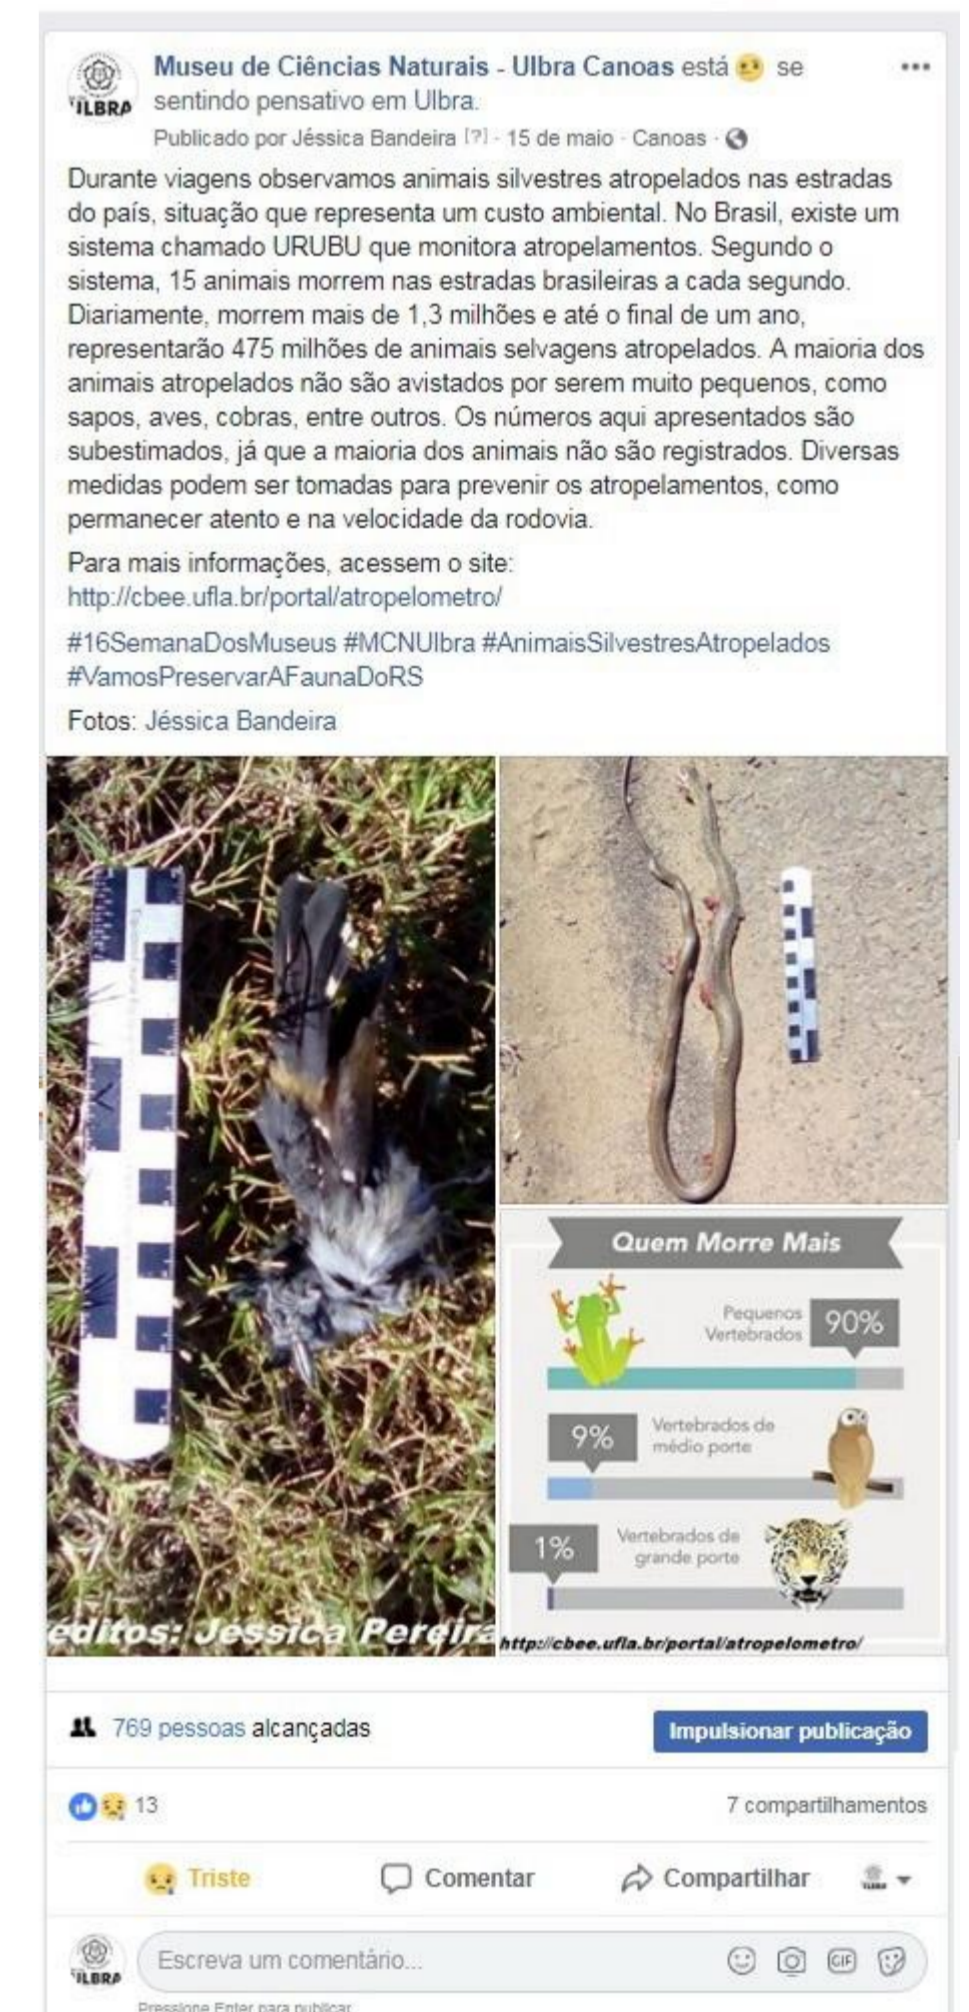 Museu de Ciências Naturais - Ulbra Canoas está se
sentindo pensativo em Ulbra.
ULBRA
Publicado por Jéssica Bandeira [?] · 15 de maio · Canoas ·
Durante viagens observamos animais silvestres atropelados nas estradas
do país, situação que representa um custo ambiental. No Brasil, existe um
sistema chamado URUBU que monitora atropelamentos. Segundo o
sistema, 15 animais morrem nas estradas brasileiras a cada segundo.
Diariamente, morrem mais de 1,3 milhões e até o final de um ano,
representarão 475 milhões de animais selvagens atropelados. A maioria dos
animais atropelados não são avistados por serem muito pequenos, como
sapos, aves, cobras, entre outros. Os números aqui apresentados são
subestimados, já que a maioria dos animais não são registrados. Diversas
medidas podem ser tomadas para prevenir os atropelamentos, como
permanecer atento e na velocidade da rodovia.
Para mais informações, acessem o site:
http://cbee.ufla.br/portal/atropelometro/
#16SemanaDosMuseus #MCNUlbra #AnimaisSilvestresAtropelados
#VamosPreservarAFaunaDoRS
Fotos: Jéssica Bandeira
Quem Morre Mais
Pequenos
Vertebrados
90%
9%
Vertebrados de
médio porte
1%
Vertebrados de
grande porte
editos: Jéssica Pereira
http://cbee.ufla.br/portal/atropelometro/
769 pessoas alcançadas
Impulsionar publicação
13
7 compartilhamentos
Triste
Comentar
Compartilhar
ULBRA
Escreva um comentário...
GIF
Pressione Enter para publicar.